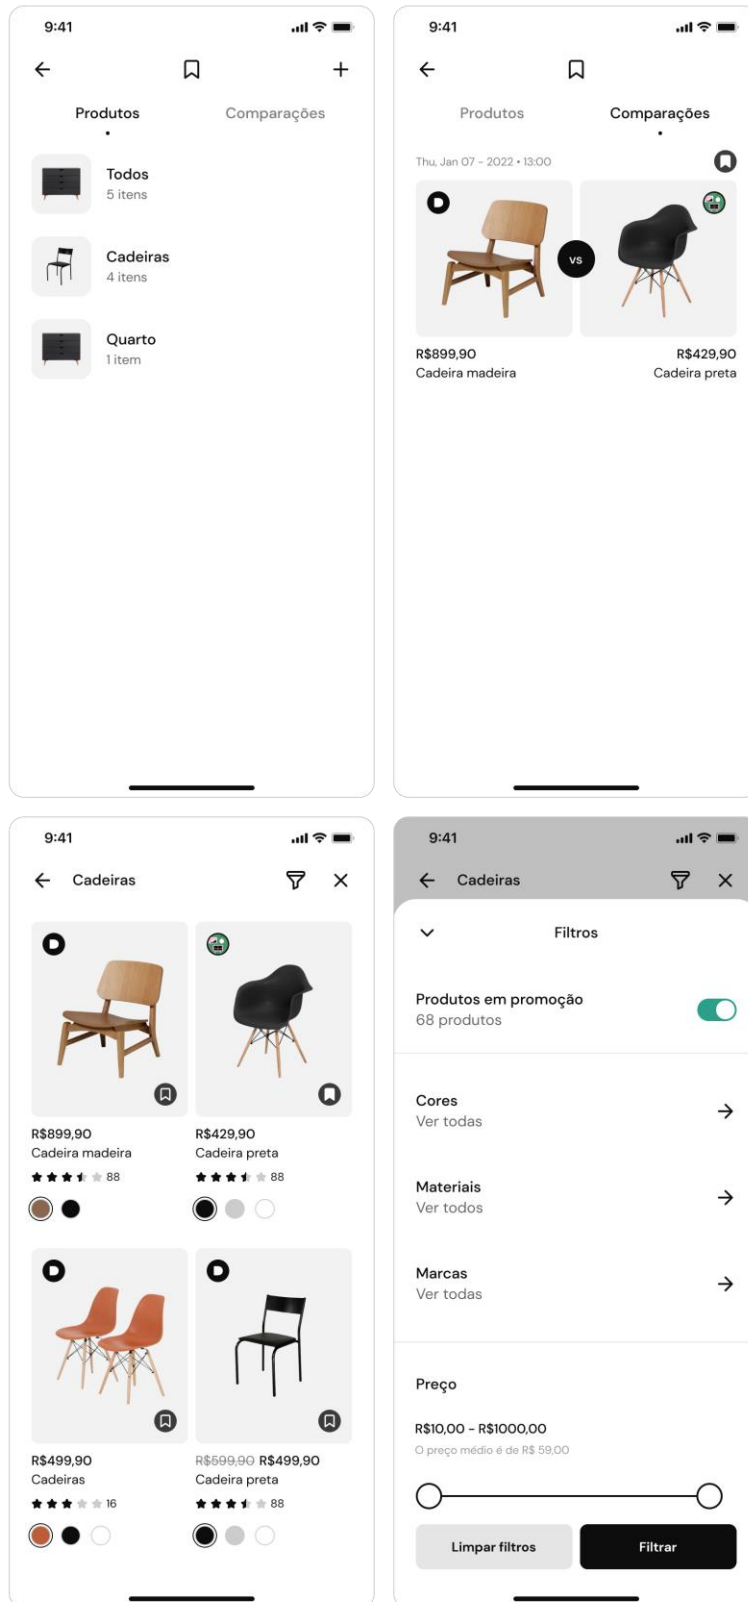 9:41
Produtos
Comparações
Todos
5 itens
Cadeiras
4 itens
Quarto
1 item
9:41
Produtos
Comparações
Thu, Jan 07 - 2022 • 13:00
vs
R$899,90
R$429,90
Cadeira madeira
Cadeira preta
9:41
Cadeiras
R$899,90
Cadeira madeira
88
R$429,90
Cadeira preta
88
R$499,90
Cadeiras
16
R$599,90 R$499,90
Cadeira preta
88
9:41
Cadeiras
Filtros
Produtos em promoção
68 produtos
Cores
Ver todas
Materiais
Ver todos
Marcas
Ver todas
Preço
R$10,00 - R$1000,00
O preço médio é de R$ 59,00
Limpar filtros
Filtrar